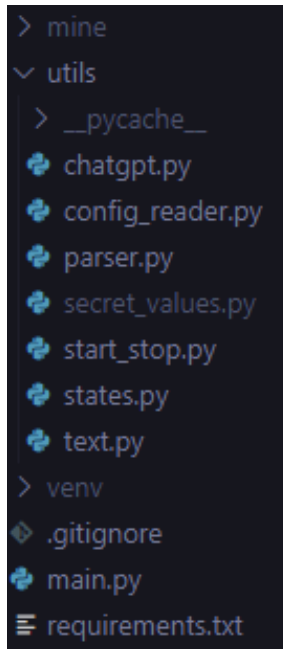 mine
utils
__pycache__
chatgpt.py
config_reader.py
parser.py
secret_values.py
start_stop.py
states.py
text.py
venv
.gitignore
main.py
requirements.txt